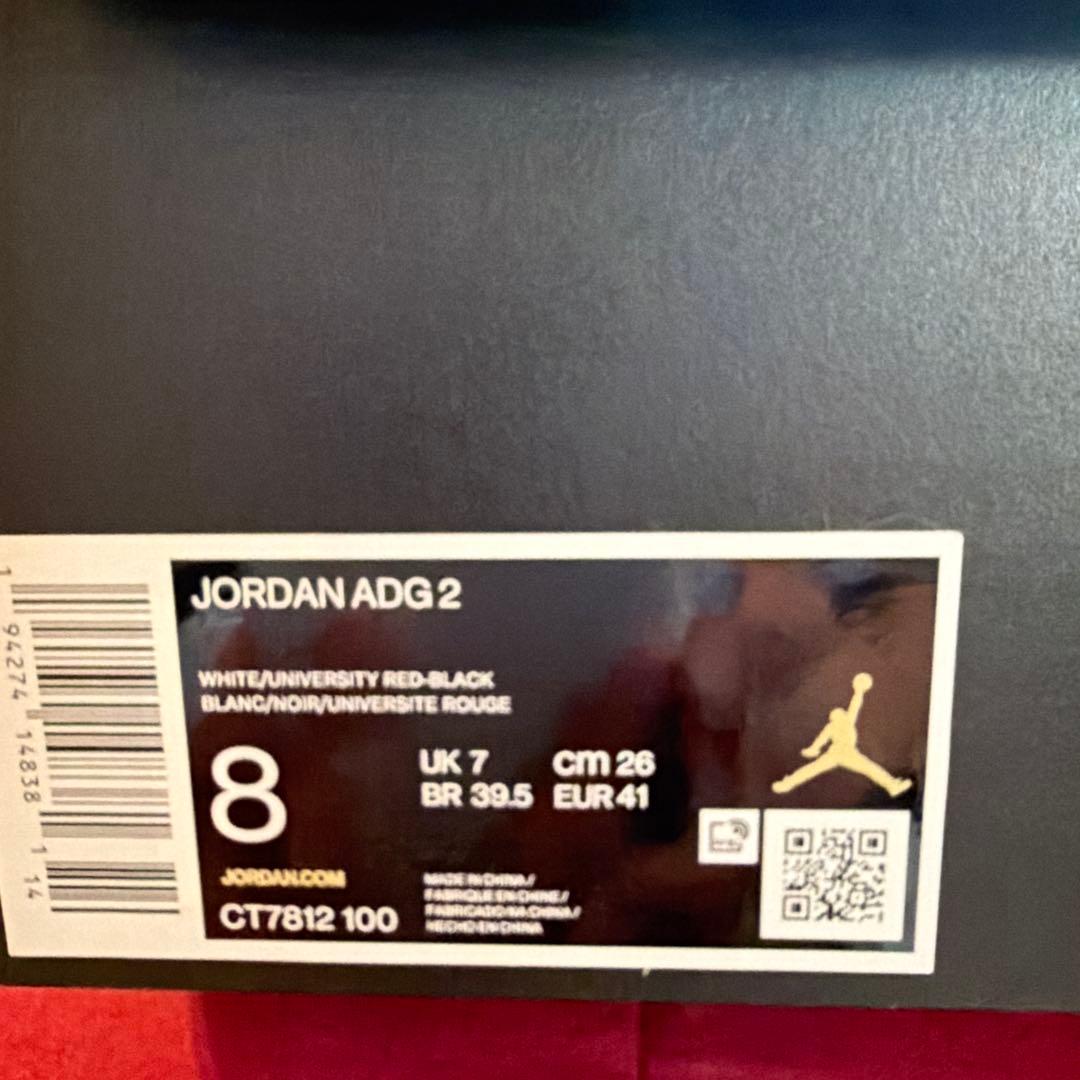 JORDAN ADG 2
WHITE/UNIVERSITY RED-BLACK
BLANC/NOIR/UNIVERSITE ROUGE
8
UK 7 cm 26
BR 39.5 EUR 41
JORDAN.COM
CT7812 100
MADE IN CHINA /
FABRIQUE EN CHINE /
FABRICADO NA CHINA /
HECHO EN CHINA
1 94274 14838 1 14